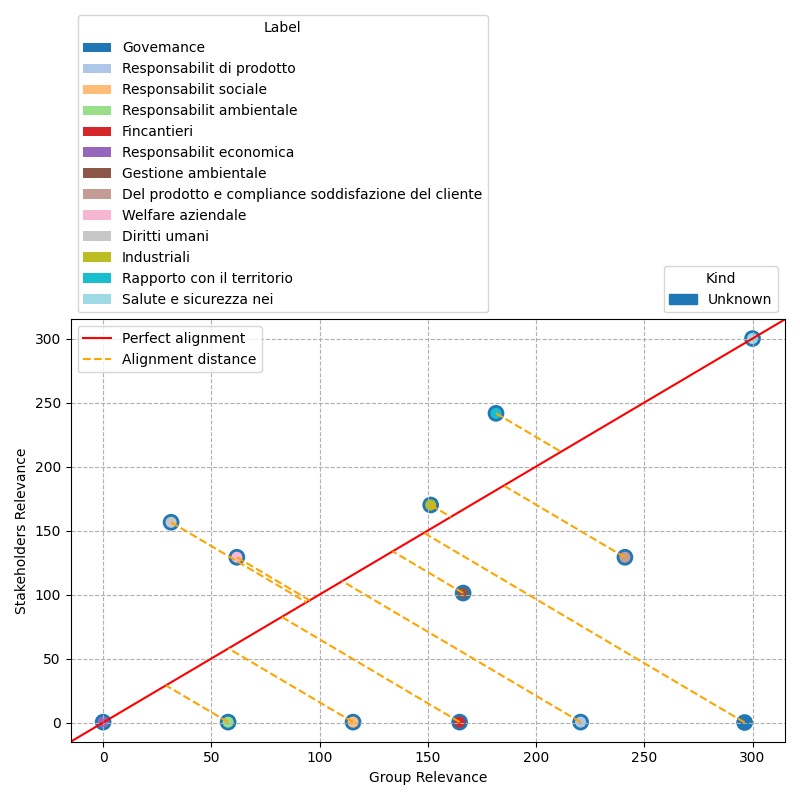 Label
Govemance
Responsabilit di prodotto
Responsabilit sociale
Responsabilit ambientale
Fincantieri
Responsabilit economica
Gestione ambientale
Del prodotto e compliance soddisfazione del cliente
Welfare aziendale
Diritti umani
Industriali
Rapporto con il territorio
Salute e sicurezza nei
Kind
Unknown
Perfect alignment
Alignment distance
300
250
200
150
100
50
0
Stakeholders Relevance
0 50 100 150 200 250 300
Group Relevance